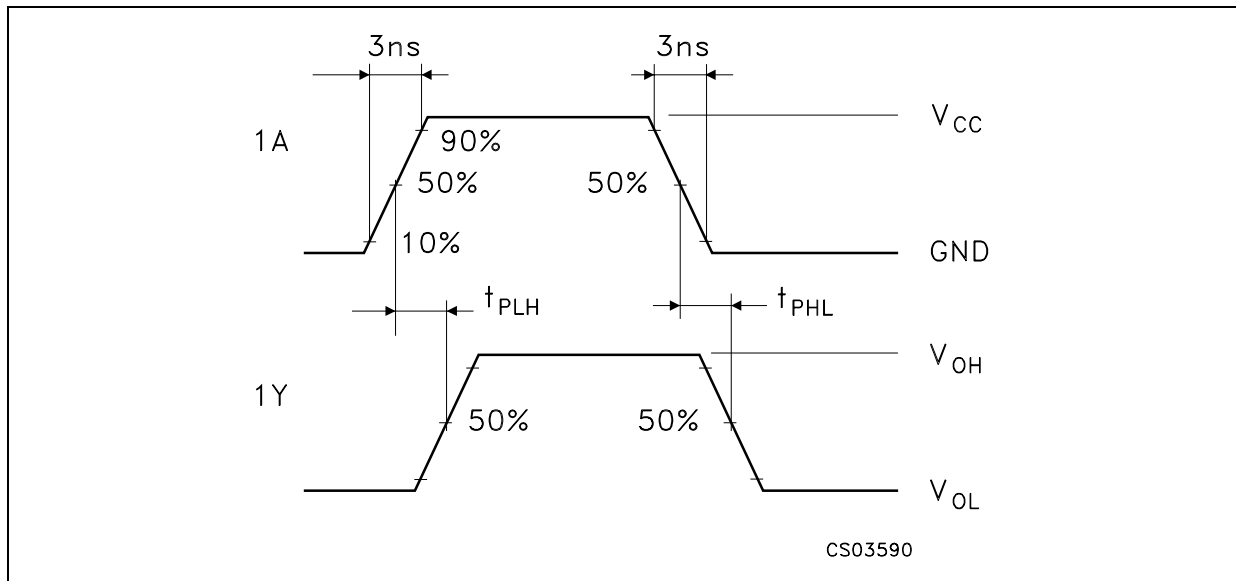 3ns 3ns
V_CC
1A
90%
50% 50%
10%
GND
t_PLH t_PHL
V_OH
1Y
50% 50%
V_OL
CS03590